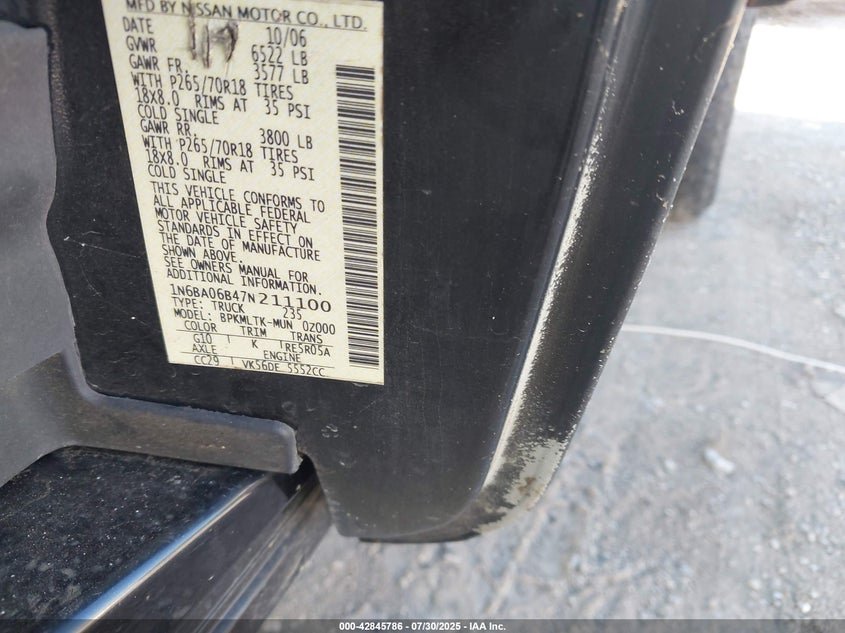 MFD BY NISSAN MOTOR CO., LTD.
DATE 10/06
GVWR 6522 LB
GAWR FR. 3577 LB
WITH P265/70R18 TIRES
18X8.0 RIMS AT 35 PSI
COLD SINGLE
GAWR RR. 3800 LB
WITH P265/70R18 TIRES
18X8.0 RIMS AT 35 PSI
COLD SINGLE
THIS VEHICLE CONFORMS TO
ALL APPLICABLE FEDERAL
MOTOR VEHICLE SAFETY
STANDARDS IN EFFECT ON
THE DATE OF MANUFACTURE
SHOWN ABOVE.
SEE OWNERS MANUAL FOR
ADDITIONAL INFORMATION.
1N6BA06B47N211100
TYPE: TRUCK 235
MODEL: BPKMLTK-MUN 0Z000
COLOR TRIM TRANS
G10 K RE5R05A
AXLE ENGINE
CC29 VK56DE 5552CC
000-42845786 - 07/30/2025 - IAA Inc.